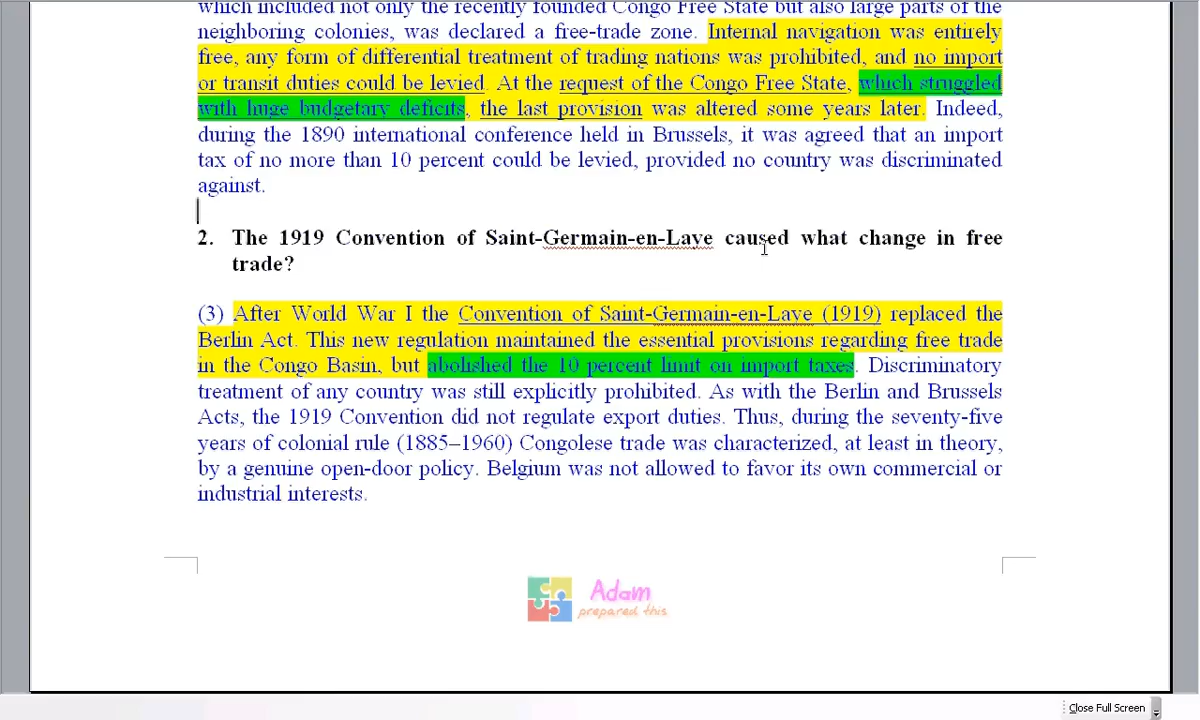 which included not only the recently founded Congo Free State but also large parts of the
neighboring colonies, was declared a free-trade zone. Internal navigation was entirely
free, any form of differential treatment of trading nations was prohibited, and no import
or transit duties could be levied. At the request of the Congo Free State, which struggled
with huge budgetary deficits, the last provision was altered some years later. Indeed,
during the 1890 international conference held in Brussels, it was agreed that an import
tax of no more than 10 percent could be levied, provided no country was discriminated
against.
2. The 1919 Convention of Saint-Germain-en-Laye caused what change in free
trade?
(3) After World War I the Convention of Saint-Germain-en-Laye (1919) replaced the
Berlin Act. This new regulation maintained the essential provisions regarding free trade
in the Congo Basin, but abolished the 10 percent limit on import taxes. Discriminatory
treatment of any country was still explicitly prohibited. As with the Berlin and Brussels
Acts, the 1919 Convention did not regulate export duties. Thus, during the seventy-five
years of colonial rule (1885–1960) Congolese trade was characterized, at least in theory,
by a genuine open-door policy. Belgium was not allowed to favor its own commercial or
industrial interests.
Adam
prepared this
Close Full Screen